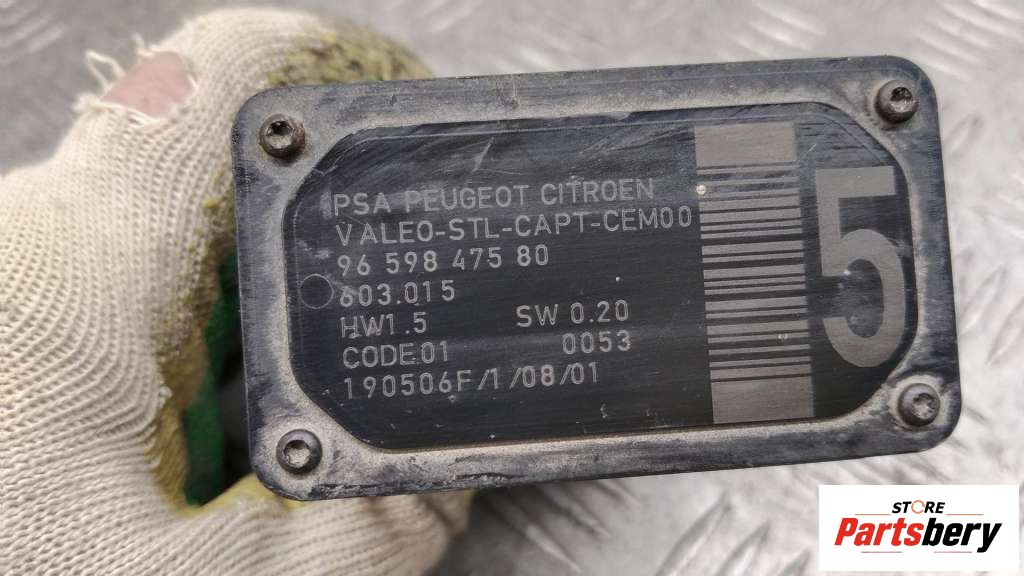 PSA PEUGEOT CITROEN
VALEO-STL-CAPT-CEM00
96 598 475 80
603.015
HW1.5 SW 0.20
CODE.01 0053
190506F/1/08/01
5
STORE
Partsbery